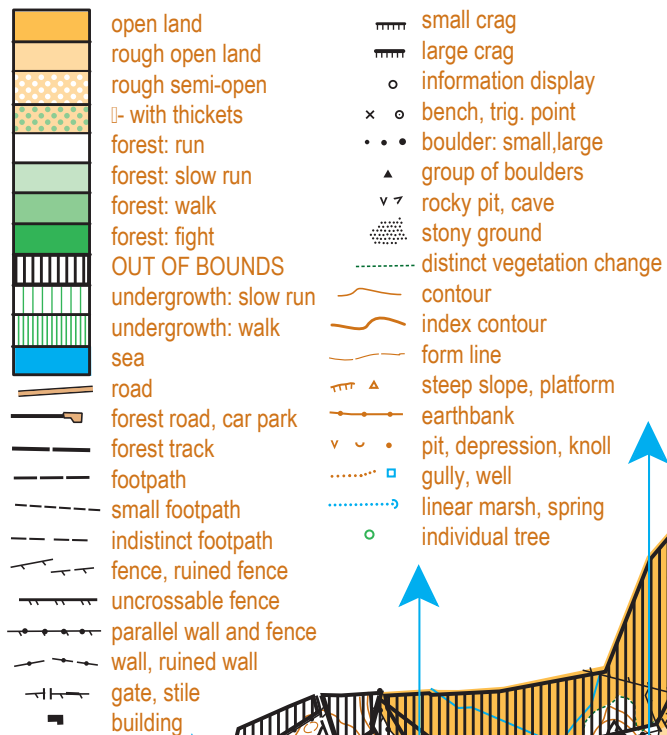 open land
rough open land
rough semi-open
- with thickets
forest: run
forest: slow run
forest: walk
forest: fight
OUT OF BOUNDS
undergrowth: slow run
undergrowth: walk
sea
road
forest road, car park
forest track
footpath
small footpath
indistinct footpath
fence, ruined fence
uncrossable fence
parallel wall and fence
wall, ruined wall
gate, stile
building
small crag
large crag
information display
bench, trig. point
boulder: small,large
group of boulders
rocky pit, cave
stony ground
distinct vegetation change
contour
index contour
form line
steep slope, platform
earthbank
pit, depression, knoll
gully, well
linear marsh, spring
individual tree